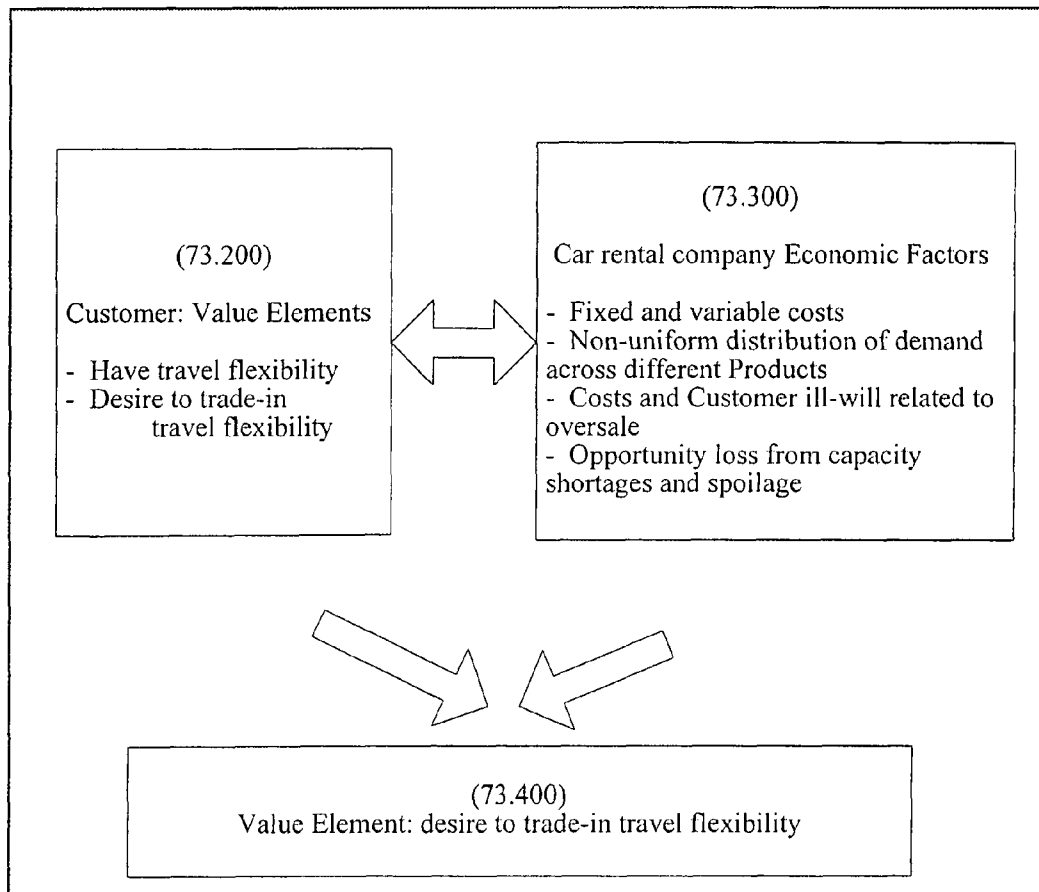 (73.200)
Customer: Value Elements
- Have travel flexibility
- Desire to trade-in
travel flexibility
(73.300)
Car rental company Economic Factors
- Fixed and variable costs
- Non-uniform distribution of demand
across different Products
- Costs and Customer ill-will related to
oversale
- Opportunity loss from capacity
shortages and spoilage
(73.400)
Value Element: desire to trade-in travel flexibility